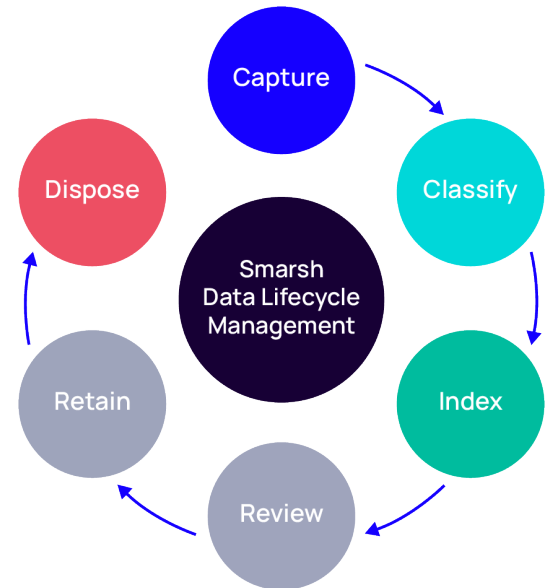 Capture
Classify
Index
Review
Retain
Dispose
Smarsh
Data Lifecycle
Management